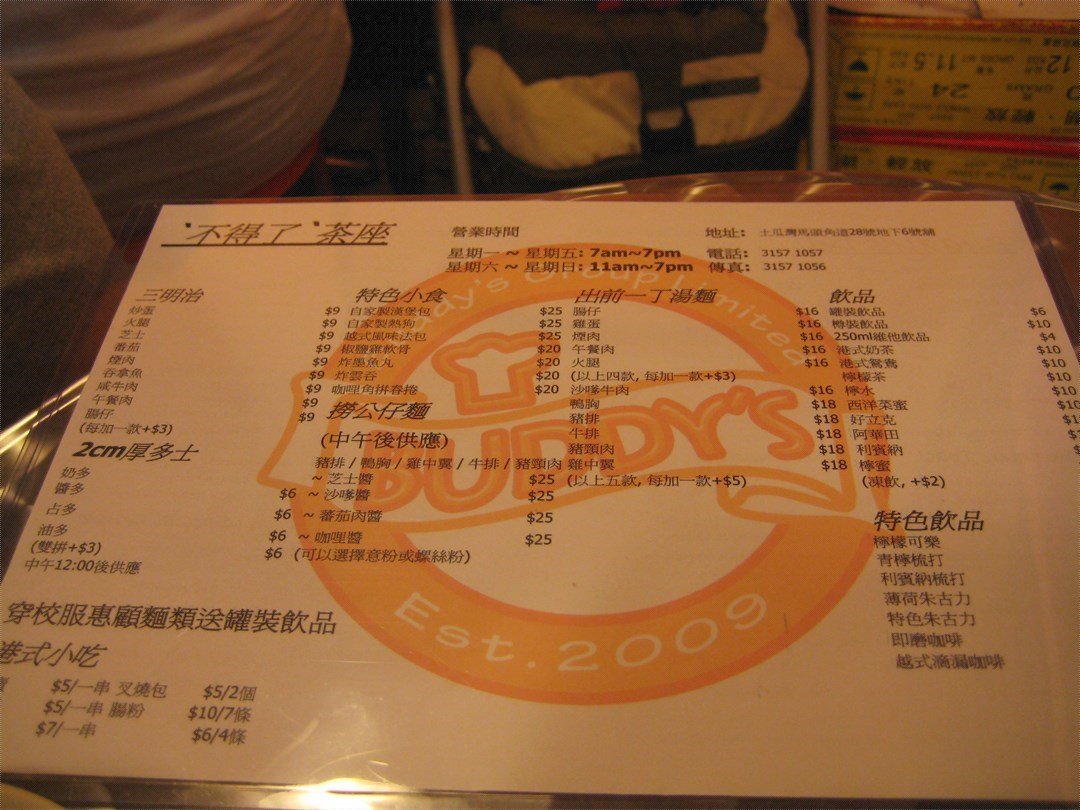 '不得了'茶座
營業時間
星期一 ~ 星期五: 7am~7pm
星期六 ~ 星期日: 11am~7pm
地址: 土瓜灣馬頭角道28號地下6號舖
電話: 3157 1057
傳真: 3157 1056
三明治
炒蛋 $9
火腿 $9
芝士 $9
番茄 $9
煙肉 $9
吞拿魚 $9
咸牛肉 $9
午餐肉 $9
腸仔 $9
(每加一款+$3)
2cm厚多士
奶多 $6
醬多 $6
占多 $6
油多 $6
(雙拼+$3)
中午12:00後供應
特色小食
自家製漢堡包 $25
自家製熱狗 $25
越式風味法包 $25
椒鹽雞軟骨 $20
炸墨魚丸 $20
炸雲吞 $20
咖哩角拼春捲 $20
撈公仔麵
(中午後供應)
豬排 / 鴨胸 / 雞中翼 / 牛排 / 豬頸肉
~ 芝士醬 $25
~ 沙嗲醬 $25
~ 蕃茄肉醬 $25
~ 咖哩醬 $25
(可以選擇意粉或螺絲粉)
出前一丁湯麵
腸仔 $16
雞蛋 $16
煙肉 $16
午餐肉 $16
火腿 $16
(以上四款, 每加一款+$3)
沙嗲牛肉 $16
鴨胸 $18
豬排 $18
牛排 $18
豬頸肉 $18
雞中翼 $18
(以上五款, 每加一款+$5)
飲品
罐裝飲品 $6
樽裝飲品 $10
250ml維他飲品 $4
港式奶茶 $10
港式鴛鴦 $10
檸檬茶 $10
檸水 $10
西洋菜蜜
好立克
阿華田
利賓納
檸蜜
(凍飲, +$2)
特色飲品
檸檬可樂
青檸梳打
利賓納梳打
薄荷朱古力
特色朱古力
即磨咖啡
越式滴漏咖啡
穿校服惠顧麵類送罐裝飲品
港式小吃
$5/一串 叉燒包 $5/2個
$5/一串 腸粉 $10/7條
$7/一串 $6/4條
Buddy's Group Limited
BUDDY'S
Est.2009
24
11.5